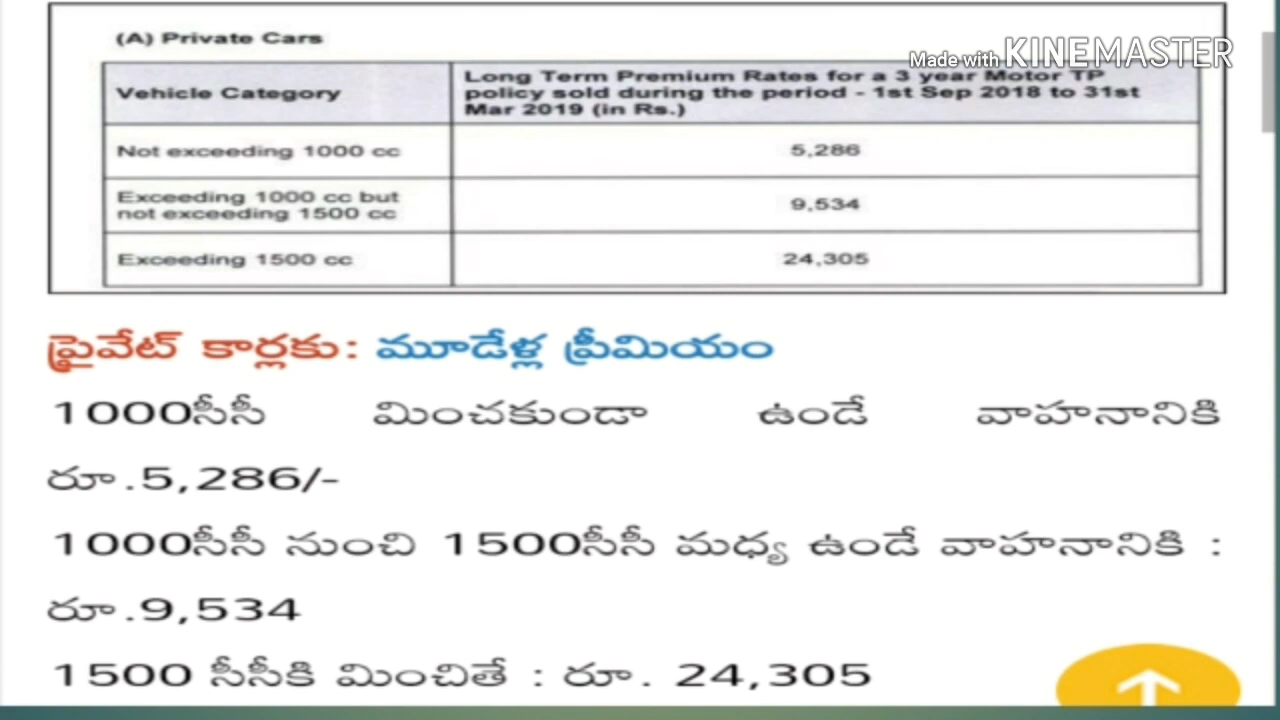 (A) Private Cars
Made with KINEMASTER
Vehicle Category
Long Term Premium Rates for a 3 year Motor TP
policy sold during the period - 1st Sep 2018 to 31st
Mar 2019 (in Rs.)
Not exceeding 1000 cc
5,286
Exceeding 1000 cc but
not exceeding 1500 cc
9,534
Exceeding 1500 cc
24,305
ప్రైవేట్ కార్లకు: మూడేళ్ల ప్రీమియం
1000సీసీ మించకుండా ఉండే వాహనానికి
రూ.5,286/-
1000సీసీ నుంచి 1500సీసీ మధ్య ఉండే వాహనానికి :
రూ.9,534
1500 సీసీకి మించితే : రూ. 24,305